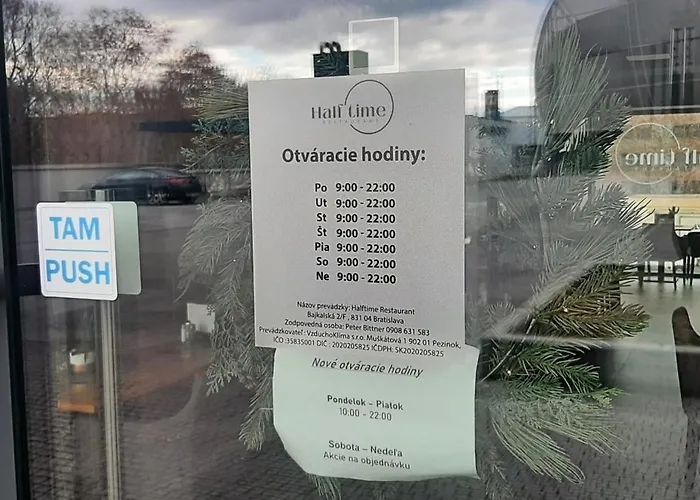 Half time
RESTAURANT
Otváracie hodiny:
Po 9:00 - 22:00
Ut 9:00 - 22:00
St 9:00 - 22:00
Št 9:00 - 22:00
Pia 9:00 - 22:00
So 9:00 - 22:00
Ne 9:00 - 22:00
Názov prevádzky: Halftime Restaurant
Bajkalská 2/F , 831 04 Bratislava
Zodpovedná osoba: Peter Bittner 0908 631 583
Prevádzkovateľ: VzduchoKlima s.r.o. Muškátová 1 902 01 Pezinok,
IČO :35835001 DIČ : 2020205825 IČDPH: SK2020205825
Nové otváracie hodiny
Pondelok – Piatok
10:00 - 22:00
Sobota – Nedeľa
Akcie na objednávku
TAM
PUSH
Half time